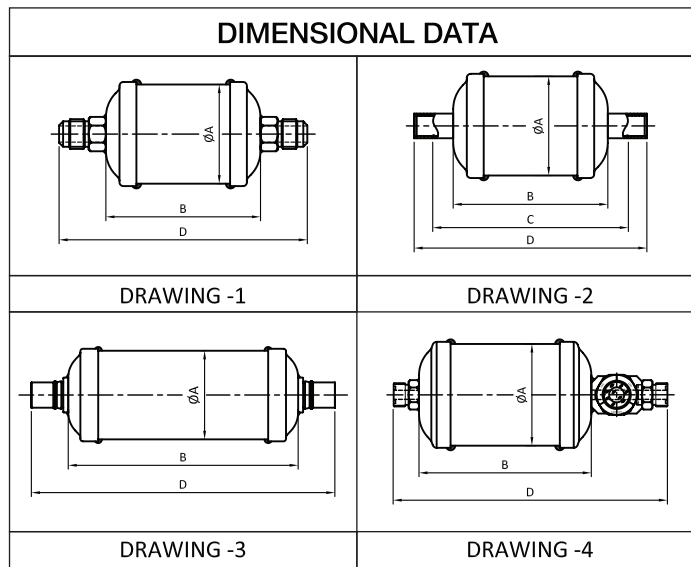 DIMENSIONAL DATA
ØA
B
D
DRAWING -1
ØA
B
C
D
DRAWING -2
ØA
B
D
DRAWING -3
ØA
B
D
DRAWING -4